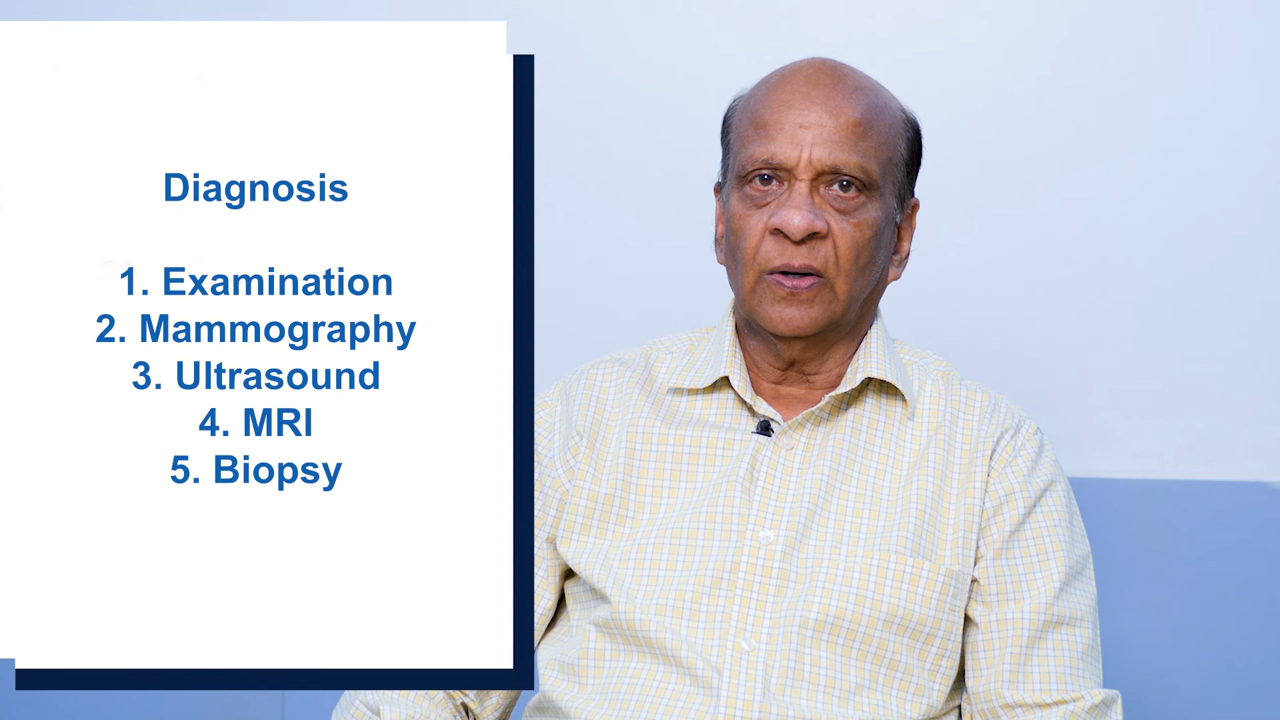 Diagnosis
1. Examination
2. Mammography
3. Ultrasound
4. MRI
5. Biopsy